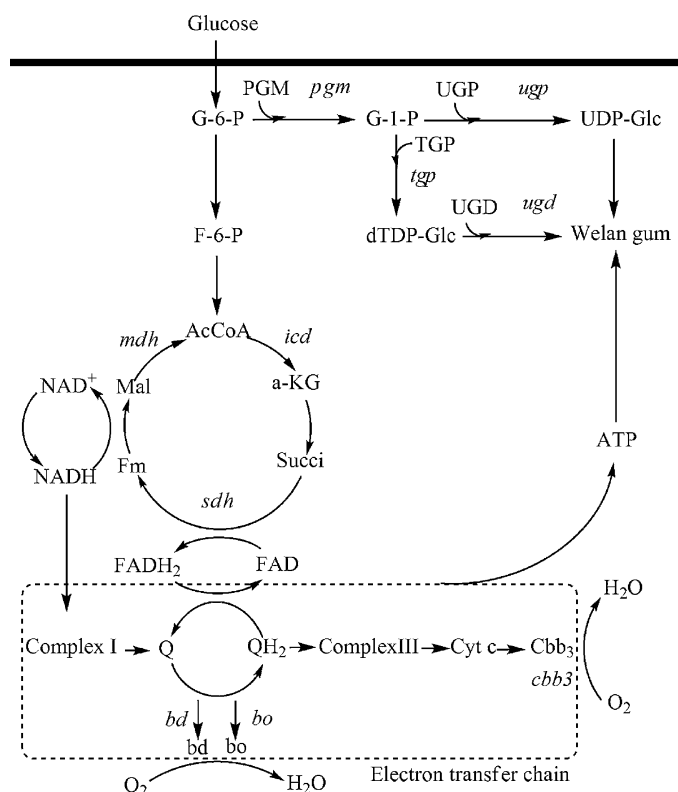 Glucose
PGM pgm UGP ugp
G-6-P G-1-P UDP-Glc
TGP
tgp
UGD ugd
F-6-P dTDP-Glc Welan gum
AcCoA
mdh icd
NAD+ Mal a-KG
ATP
NADH Fm Succi
sdh
FADH2 FAD
H2O
Complex I Q QH2 ComplexIII Cyt c Cbb3
cbb3
O2
bd bo
bd bo
O2 H2O
Electron transfer chain